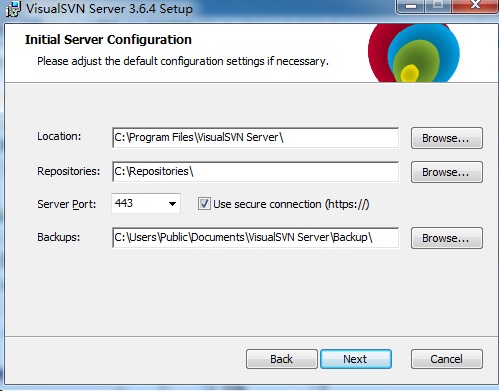 VisualSVN Server 3.6.4 Setup
Initial Server Configuration
Please adjust the default configuration settings if necessary.
Location: C:\Program Files\VisualSVN Server\ Browse...
Repositories: C:\Repositories\ Browse...
Server Port: 443 Use secure connection (https://)
Backups: C:\Users\Public\Documents\VisualSVN Server\Backup\ Browse...
Back Next Cancel